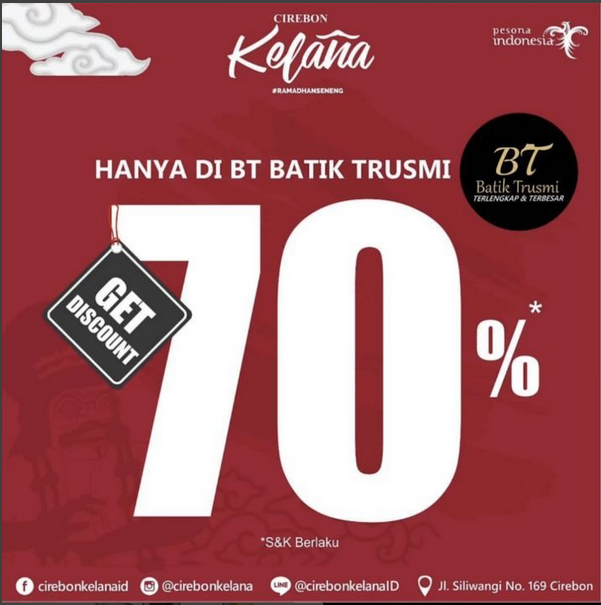 CIREBON
Kelana
#RAMADHANSENENG
pesona
indonesia
HANYA DI BT BATIK TRUSMI
BT
Batik Trusmi
TERLENGKAP & TERBESAR
70%*
GET
DISCOUNT
*S&K Berlaku
cirebonkelanaid @cirebonkelana LINE @cirebonkelanaID Jl. Siliwangi No. 169 Cirebon